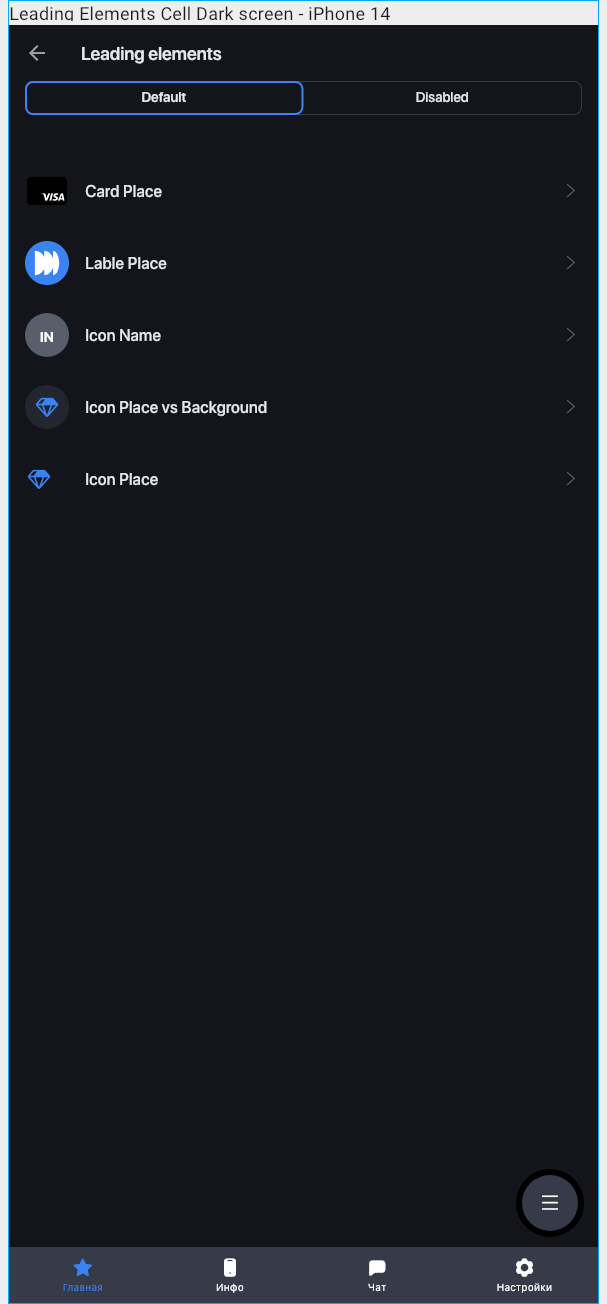 Leading Elements Cell Dark screen - iPhone 14
Leading elements
Default
Disabled
VISA
Card Place
Lable Place
IN
Icon Name
Icon Place vs Background
Icon Place
Главная
Инфо
Чат
Настройки